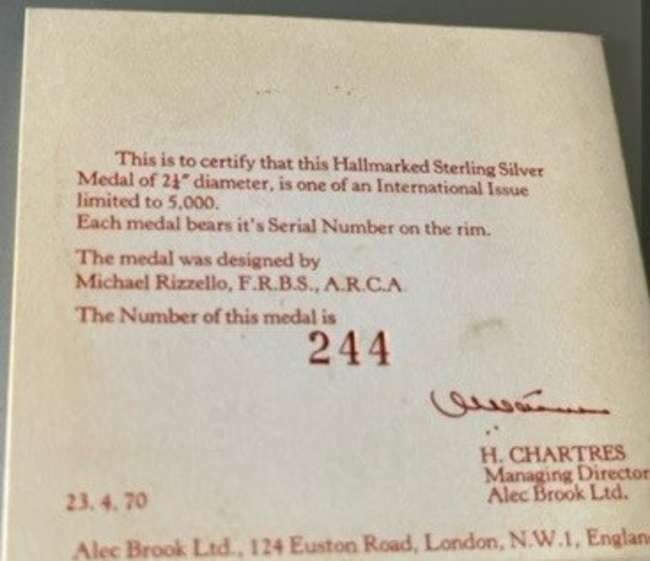 This is to certify that this Hallmarked Sterling Silver
Medal of 2¼" diameter, is one of an International Issue
limited to 5,000.
Each medal bears it's Serial Number on the rim.
The medal was designed by
Michael Rizzello, F.R.B.S., A.R.C.A.
The Number of this medal is
244
H. CHARTRES
Managing Director
Alec Brook Ltd.
23. 4. 70
Alec Brook Ltd., 124 Euston Road, London, N.W.1, Englan